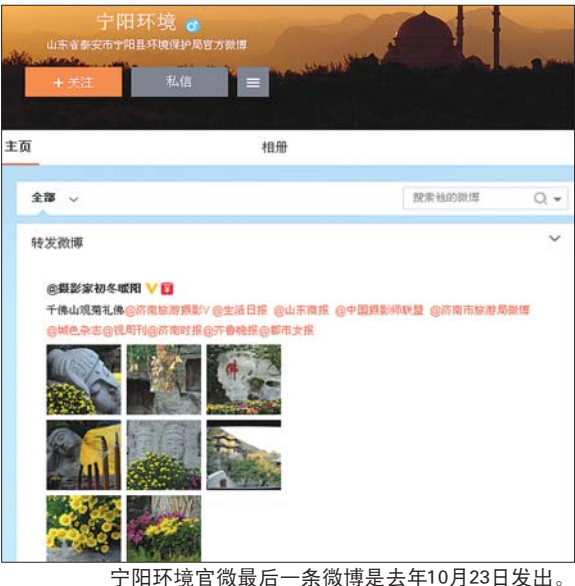 宁阳环境
山东省泰安市宁阳县环境保护局官方微博
+关注
私信
主页
相册
全部
搜索他的微博
转发微博
@摄影家初冬暖阳
千佛山观菊礼佛@济南旅游摄影V @生活日报 @山东商报 @中国摄影师联盟 @济南市旅游局微博
@城色杂志@视周刊@济南时报@齐鲁晚报@都市女报
佛
宁阳环境官微最后一条微博是去年10月23日发出。